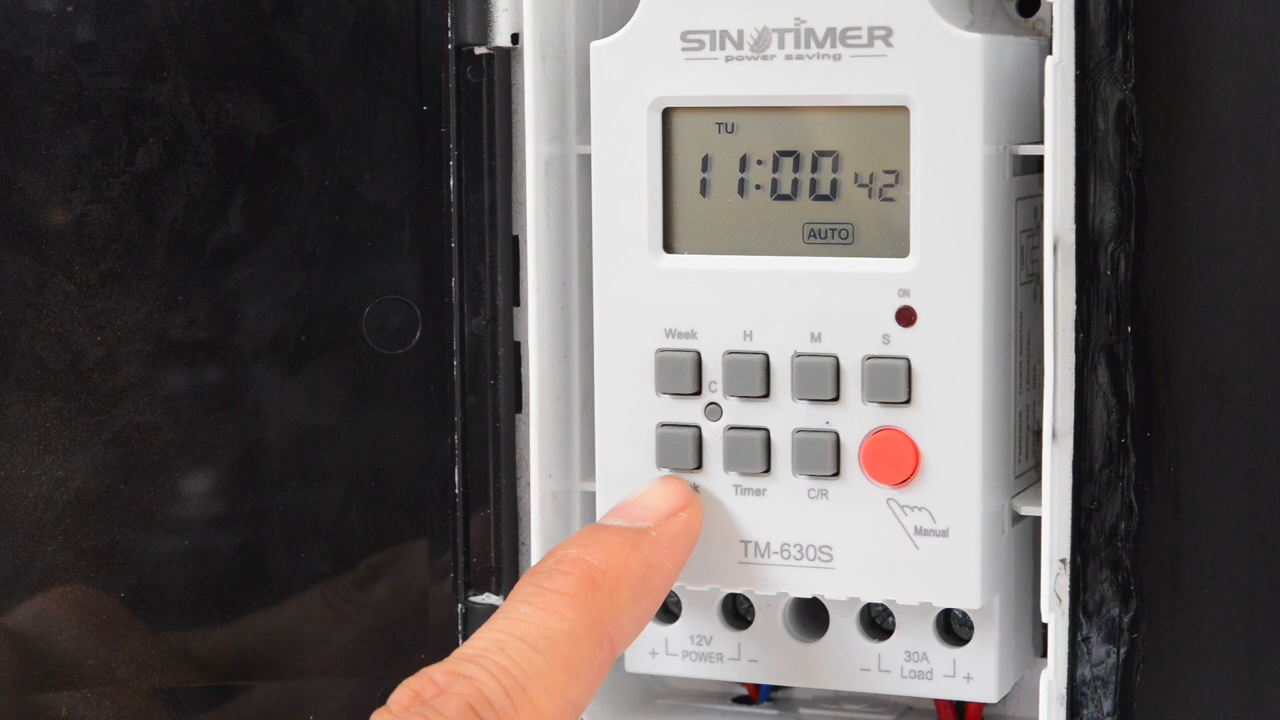 SINOTIMER
power saving
TU
11:00 42
AUTO
ON
Week H M S
C
Timer C/R
Manual
TM-630S
+ 12V POWER −
− 30A Load +